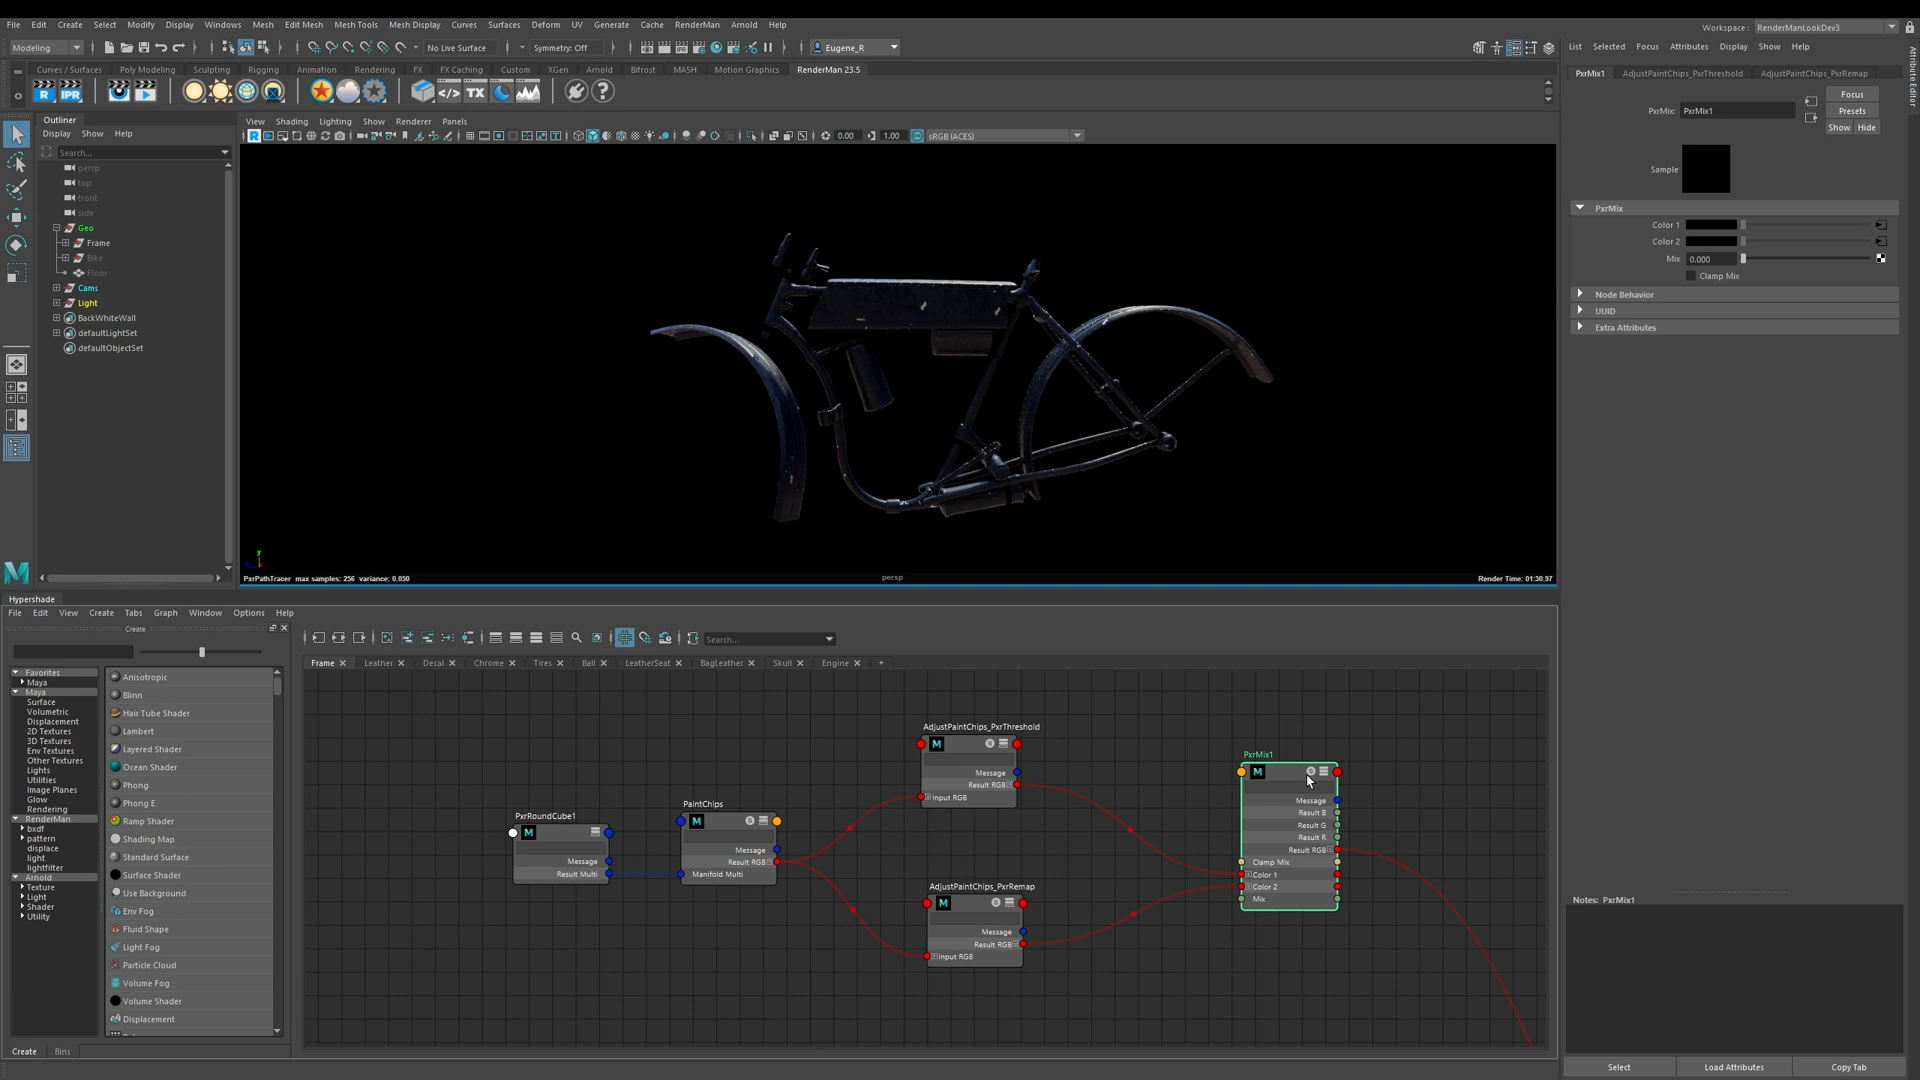 File Edit Create Select Modify Display Windows Mesh Edit Mesh Mesh Tools Mesh Display Curves Surfaces Deform UV Generate Cache RenderMan Arnold Help
Workspace : RenderManLookDev3
Modeling
No Live Surface
Symmetry: Off
Eugene_R
List Selected Focus Attributes Display Show Help
Curves / Surfaces Poly Modeling Sculpting Rigging Animation Rendering FX FX Caching Custom XGen Arnold Bifrost MASH Motion Graphics RenderMan 23.5
PxrMix1 AdjustPaintChips_PxrThreshold AdjustPaintChips_PxrRemap
R IPR </> TX
Attribute Editor
PxrMix: PxrMix1
Focus
Presets
Show Hide
Sample
PxrMix
Color 1
Color 2
Mix 0.000
Clamp Mix
Node Behavior
UUID
Extra Attributes
Notes: PxrMix1
Select Load Attributes Copy Tab
Outliner
Display Show Help
Search...
persp
top
front
side
Geo
Frame
Bike
Floor
Cams
Light
BackWhiteWall
defaultLightSet
defaultObjectSet
View Shading Lighting Show Renderer Panels
0.00 1.00 sRGB (ACES)
y
PxrPathTracer max samples: 256 variance: 0.050
persp
Render Time: 01:30.97
Hypershade
File Edit View Create Tabs Graph Window Options Help
Create
Search...
Frame Leather Decal Chrome Tires Ball LeatherSeat BagLeather Skull Engine +
Favorites
Maya
Maya
Surface
Volumetric
Displacement
2D Textures
3D Textures
Env Textures
Other Textures
Lights
Utilities
Image Planes
Glow
Rendering
RenderMan
bxdf
pattern
displace
light
lightfilter
Arnold
Texture
Light
Shader
Utility
Anisotropic
Blinn
Hair Tube Shader
Lambert
Layered Shader
Ocean Shader
Phong
Phong E
Ramp Shader
Shading Map
Standard Surface
Surface Shader
Use Background
Env Fog
Fluid Shape
Light Fog
Particle Cloud
Volume Fog
Volume Shader
Displacement
Create Bins
PxrRoundCube1
M
Message
Result Multi
PaintChips
M
Message
Result RGB
Manifold Multi
AdjustPaintChips_PxrThreshold
M
Message
Result RGB
Input RGB
AdjustPaintChips_PxrRemap
M
Message
Result RGB
Input RGB
PxrMix1
M
Message
Result B
Result G
Result R
Result RGB
Clamp Mix
Color 1
Color 2
Mix